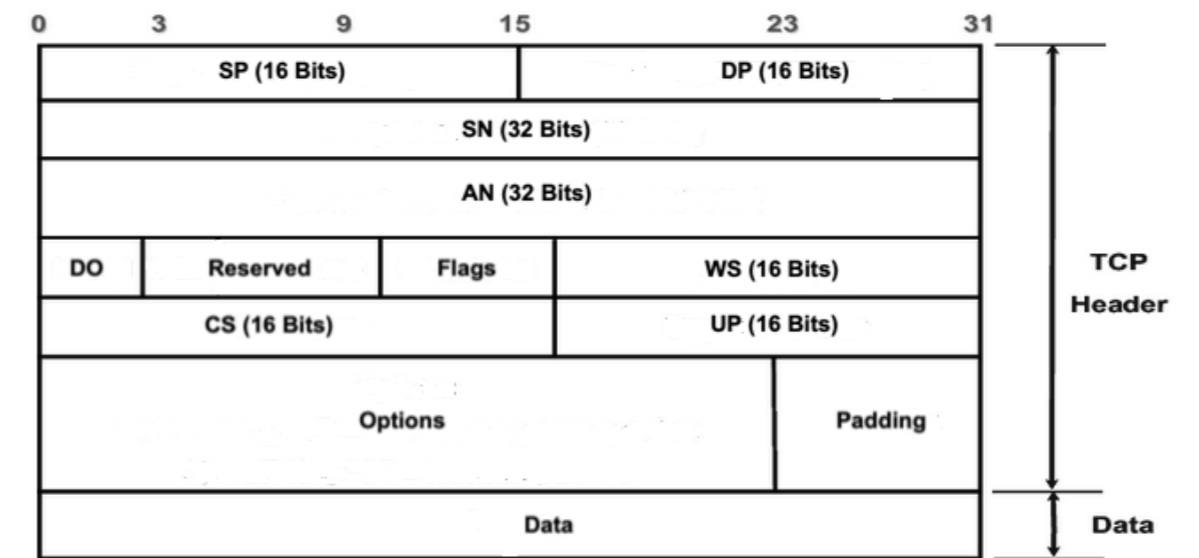 0 3 9 15 23 31
SP (16 Bits) DP (16 Bits)
SN (32 Bits)
AN (32 Bits)
DO Reserved Flags WS (16 Bits)
CS (16 Bits) UP (16 Bits)
Options Padding
Data
TCP
Header
Data